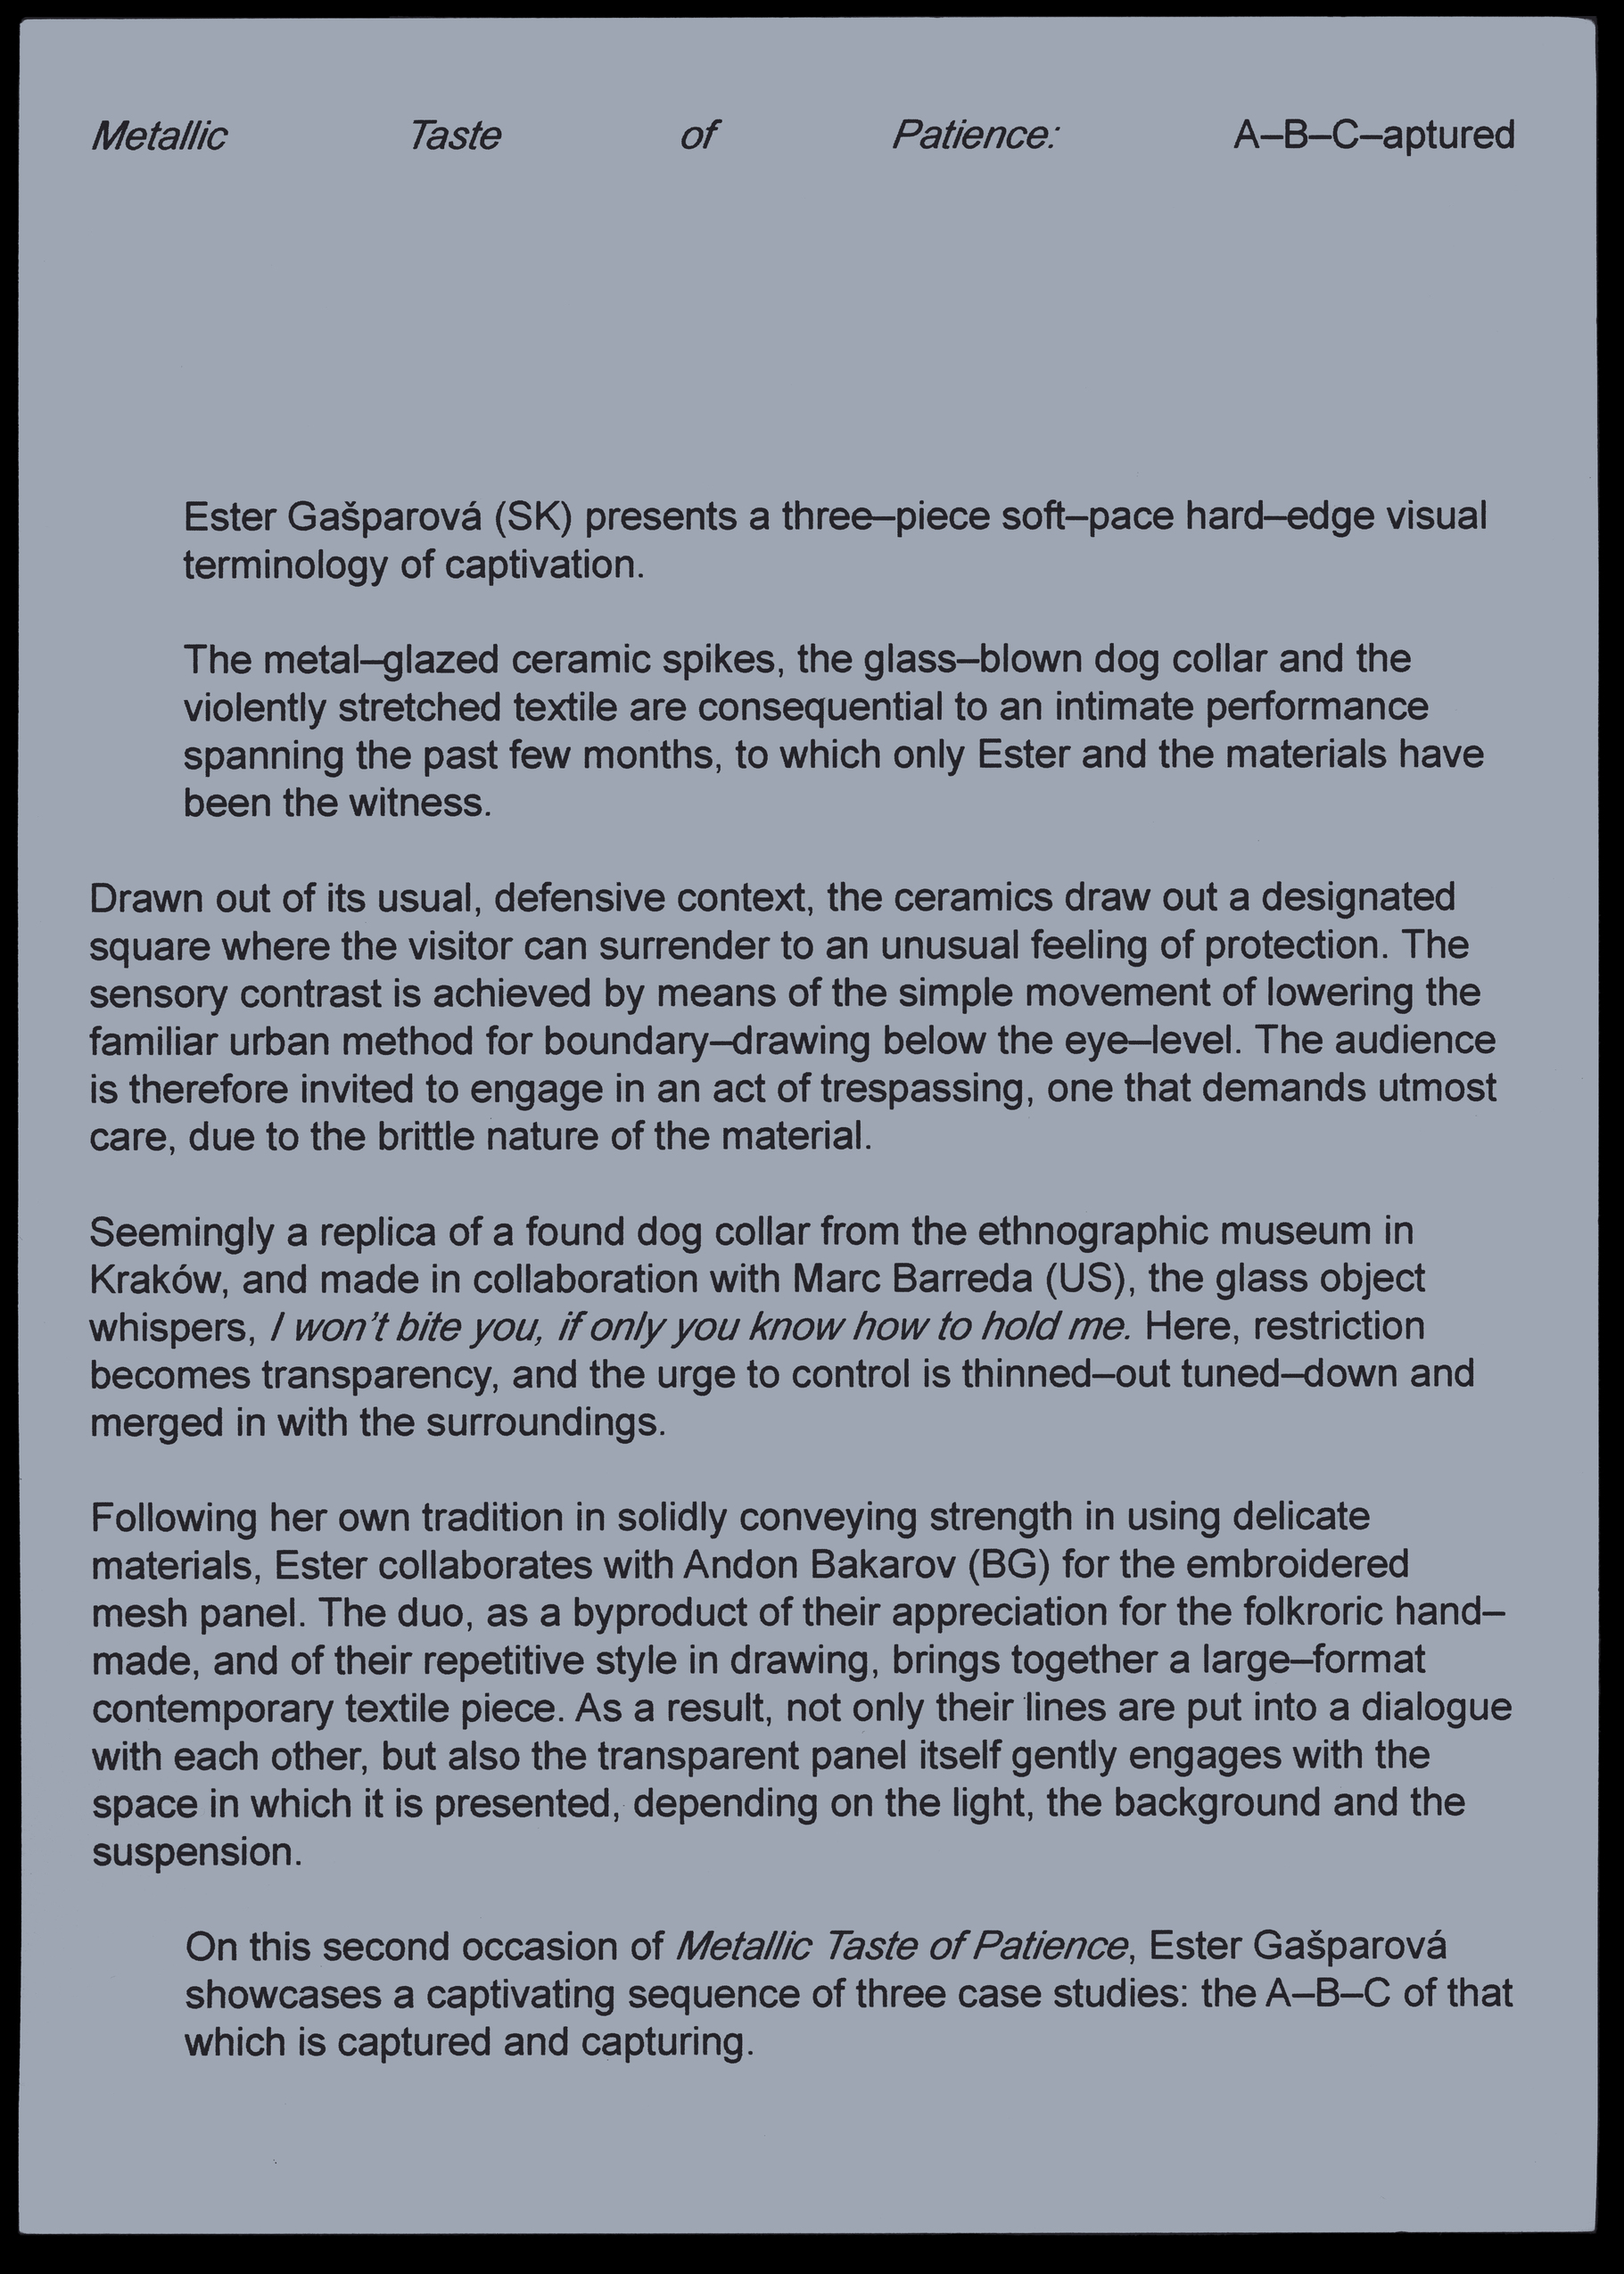 Metallic Taste of Patience: A–B–C–aptured
Ester Gašparová (SK) presents a three–piece soft–pace hard–edge visual
terminology of captivation.
The metal–glazed ceramic spikes, the glass–blown dog collar and the
violently stretched textile are consequential to an intimate performance
spanning the past few months, to which only Ester and the materials have
been the witness.
Drawn out of its usual, defensive context, the ceramics draw out a designated
square where the visitor can surrender to an unusual feeling of protection. The
sensory contrast is achieved by means of the simple movement of lowering the
familiar urban method for boundary–drawing below the eye–level. The audience
is therefore invited to engage in an act of trespassing, one that demands utmost
care, due to the brittle nature of the material.
Seemingly a replica of a found dog collar from the ethnographic museum in
Kraków, and made in collaboration with Marc Barreda (US), the glass object
whispers, I won't bite you, if only you know how to hold me. Here, restriction
becomes transparency, and the urge to control is thinned–out tuned–down and
merged in with the surroundings.
Following her own tradition in solidly conveying strength in using delicate
materials, Ester collaborates with Andon Bakarov (BG) for the embroidered
mesh panel. The duo, as a byproduct of their appreciation for the folkroric hand–
made, and of their repetitive style in drawing, brings together a large–format
contemporary textile piece. As a result, not only their lines are put into a dialogue
with each other, but also the transparent panel itself gently engages with the
space in which it is presented, depending on the light, the background and the
suspension.
On this second occasion of Metallic Taste of Patience, Ester Gašparová
showcases a captivating sequence of three case studies: the A–B–C of that
which is captured and capturing.